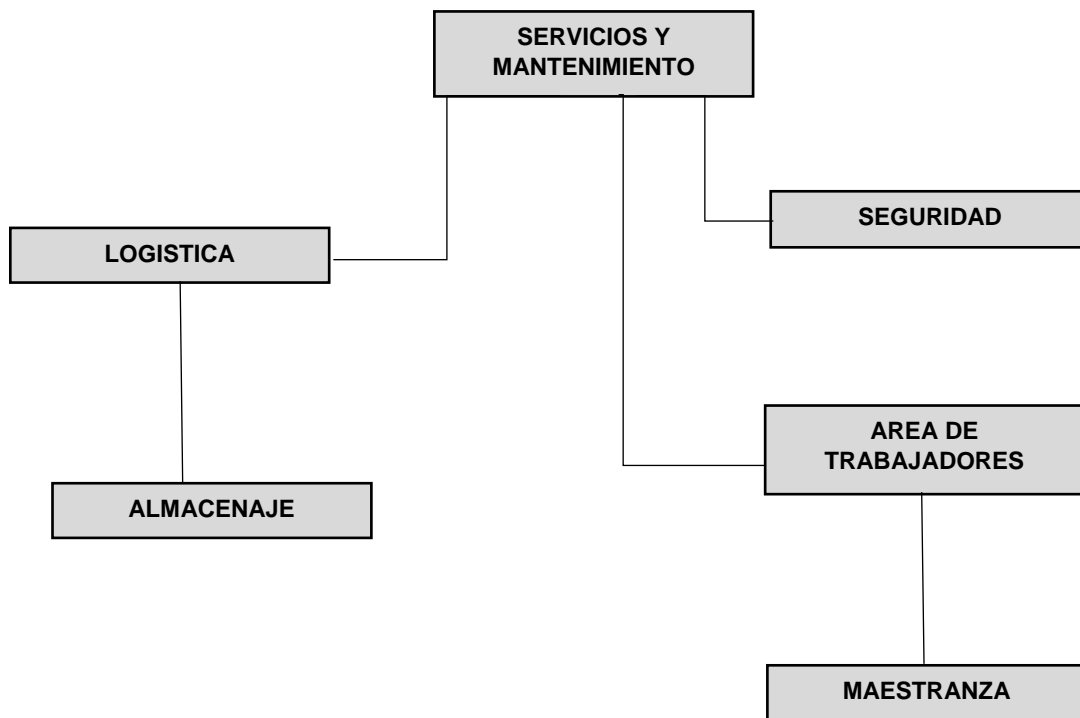 SERVICIOS Y
MANTENIMIENTO
SEGURIDAD
LOGISTICA
AREA DE
TRABAJADORES
ALMACENAJE
MAESTRANZA